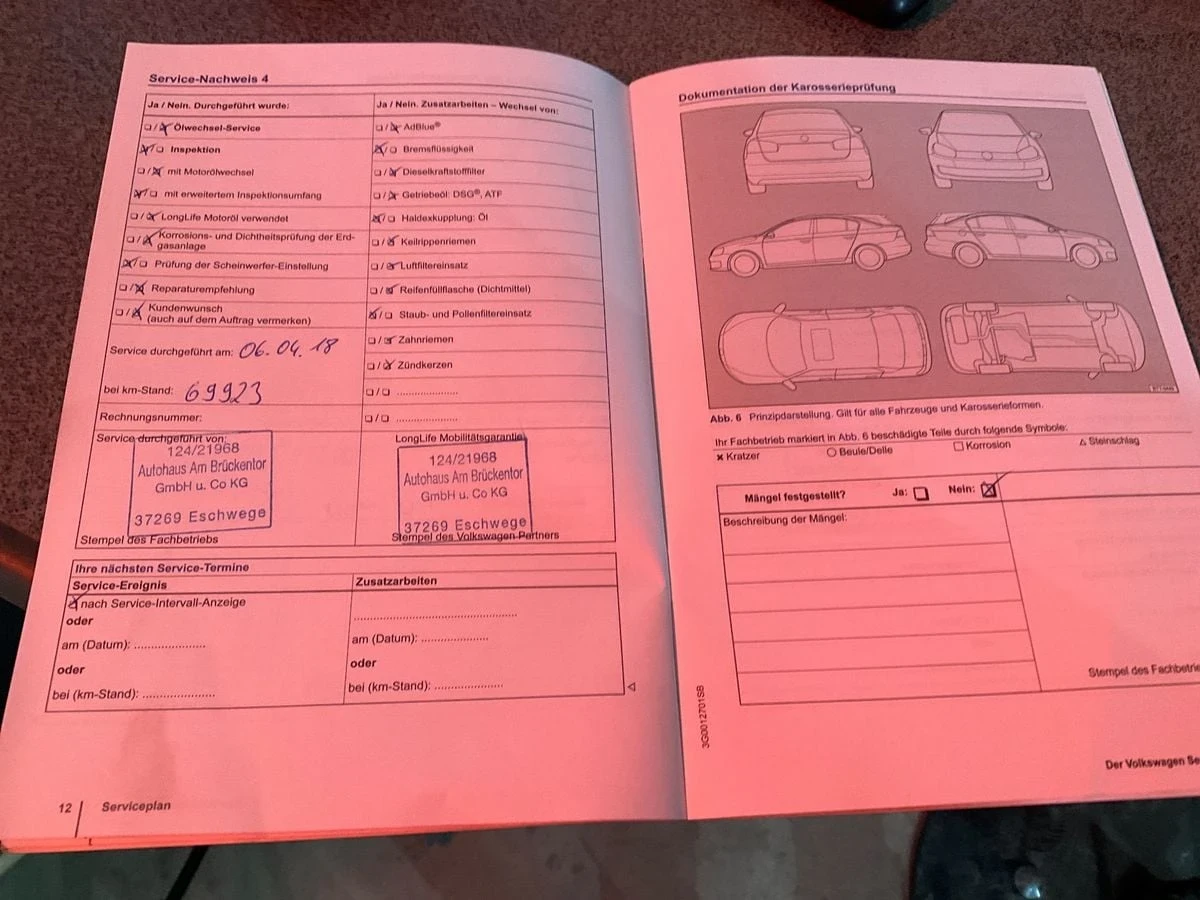 Service-Nachweis 4
Ja / Nein. Durchgeführt wurde:
Ölwechsel-Service
Inspektion
mit Motorölwechsel
mit erweitertem Inspektionsumfang
LongLife Motoröl verwendet
Korrosions- und Dichtheitsprüfung der Erd-
gasanlage
Prüfung der Scheinwerfer-Einstellung
Reparaturempfehlung
Kundenwunsch
(auch auf dem Auftrag vermerken)
Service durchgeführt am: 06.04.18
bei km-Stand: 69923
Rechnungsnummer:
Service durchgeführt von:
124/21968
Autohaus Am Brückentor
GmbH u. Co KG
37269 Eschwege
Stempel des Fachbetriebs
Ja / Nein. Zusatzarbeiten – Wechsel von:
AdBlue®
Bremsflüssigkeit
Dieselkraftstofffilter
Getriebeöl: DSG®, ATF
Haldexkupplung: Öl
Keilrippenriemen
Luftfiltereinsatz
Reifenfüllflasche (Dichtmittel)
Staub- und Pollenfiltereinsatz
Zahnriemen
Zündkerzen
LongLife Mobilitätsgarantie
124/21968
Autohaus Am Brückentor
GmbH u. Co KG
37269 Eschwege
Stempel des Volkswagen Partners
Ihre nächsten Service-Termine
Service-Ereignis
nach Service-Intervall-Anzeige
oder
am (Datum): ......................
oder
bei (km-Stand): ......................
Zusatzarbeiten
am (Datum): ......................
oder
bei (km-Stand): ......................
12 Serviceplan
Dokumentation der Karosserieprüfung
Abb. 6 Prinzipdarstellung. Gilt für alle Fahrzeuge und Karosserieformen.
Ihr Fachbetrieb markiert in Abb. 6 beschädigte Teile durch folgende Symbole:
Kratzer Beule/Delle Korrosion Steinschlag
Mängel festgestellt? Ja: Nein:
Beschreibung der Mängel:
Stempel des Fachbetrie
3G0012701SB
Der Volkswagen Se